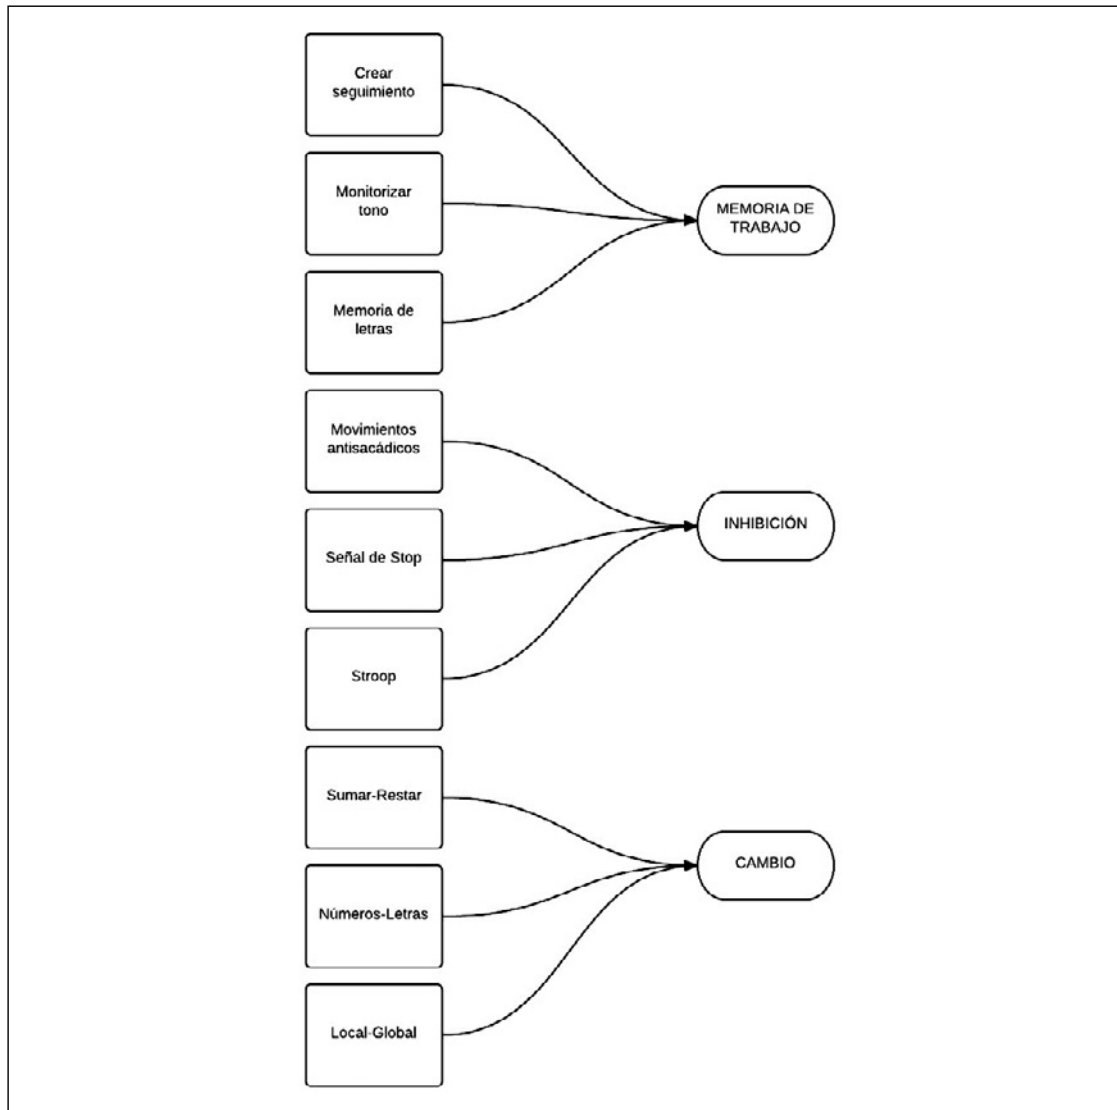 Crear
seguimiento
Monitorizar
tono
MEMORIA DE
TRABAJO
Memoria de
letras
Movimientos
antisacádicos
INHIBICIÓN
Señal de Stop
Stroop
Sumar-Restar
CAMBIO
Números-Letras
Local-Global